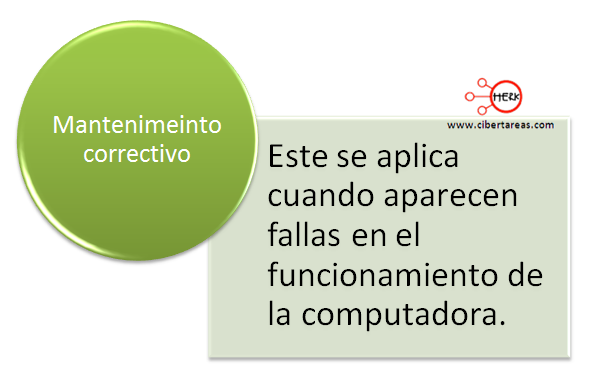 Mantenimeinto
correctivo
HERK
www.cibertareas.com
Este se aplica
cuando aparecen
fallas en el
funcionamiento de
la computadora.